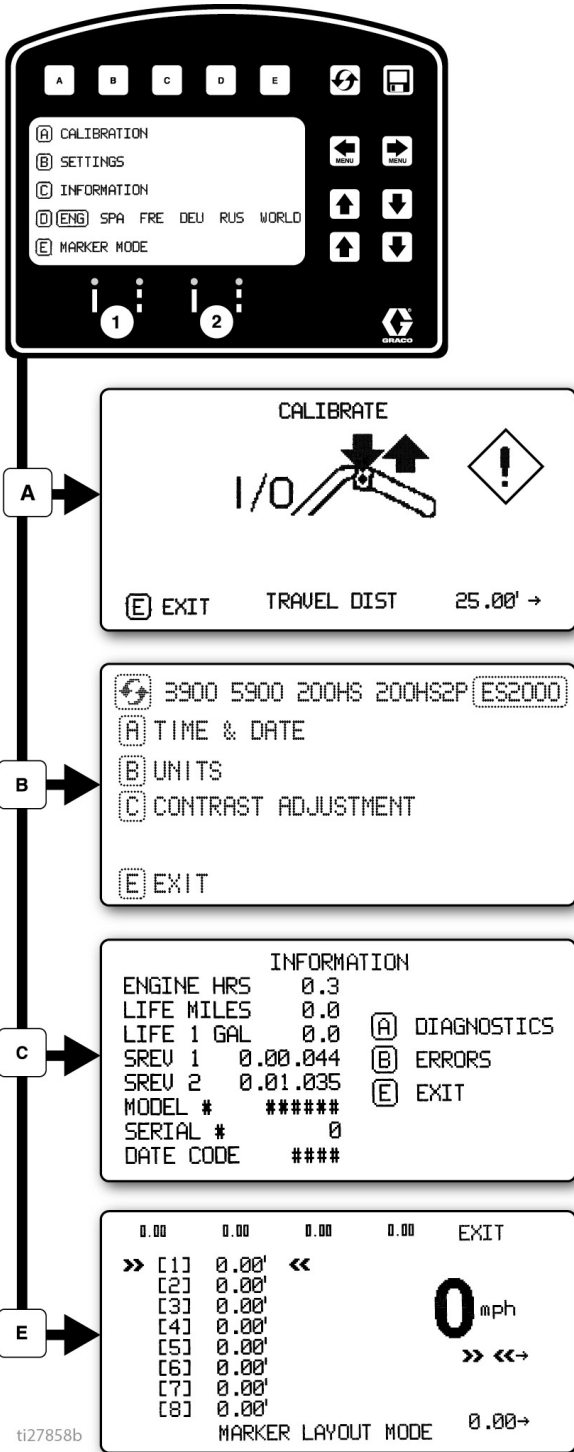 A B C D E
A CALIBRATION
B SETTINGS
C INFORMATION
D ENG SPA FRE DEU RUS WORLD
E MARKER MODE
MENU MENU
1 2
GRACO
A
CALIBRATE
I/O
!
E EXIT TRAVEL DIST 25.00' →
B
3900 5900 200HS 200HS2P ES2000
A TIME & DATE
B UNITS
C CONTRAST ADJUSTMENT
E EXIT
C
INFORMATION
ENGINE HRS 0.3
LIFE MILES 0.0
LIFE 1 GAL 0.0
SREV 1 0.00.044
SREV 2 0.01.035
MODEL # ######
SERIAL # 0
DATE CODE ####
A DIAGNOSTICS
B ERRORS
E EXIT
E
0.00 0.00 0.00 0.00 EXIT
>> [1] 0.00' <<
[2] 0.00'
[3] 0.00'
[4] 0.00'
[5] 0.00'
[6] 0.00'
[7] 0.00'
[8] 0.00'
0 mph
>> <<→
MARKER LAYOUT MODE 0.00→
ti27858b